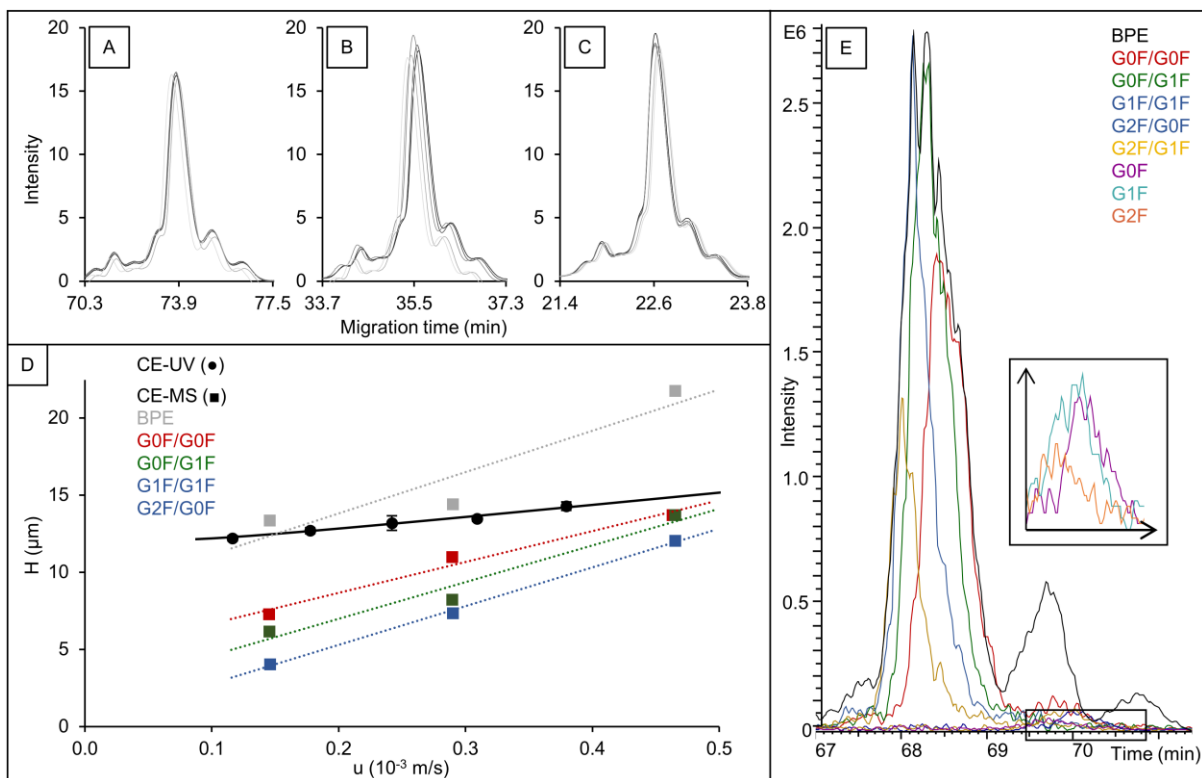 A
B
C
20
15
10
5
0
Intensity
70.3 73.9 77.5
20
15
10
5
0
33.7 35.5 37.3
20
15
10
5
0
21.4 22.6 23.8
Migration time (min)
D
CE-UV (●)
CE-MS (■)
BPE
G0F/G0F
G0F/G1F
G1F/G1F
G2F/G0F
20
15
10
5
0
H (µm)
0.0 0.1 0.2 0.3 0.4 0.5
u (10-3 m/s)
E
E6
2.5
2.0
1.5
1.0
0.5
0
Intensity
BPE
G0F/G0F
G0F/G1F
G1F/G1F
G2F/G0F
G2F/G1F
G0F
G1F
G2F
67 68 69 70 Time (min)